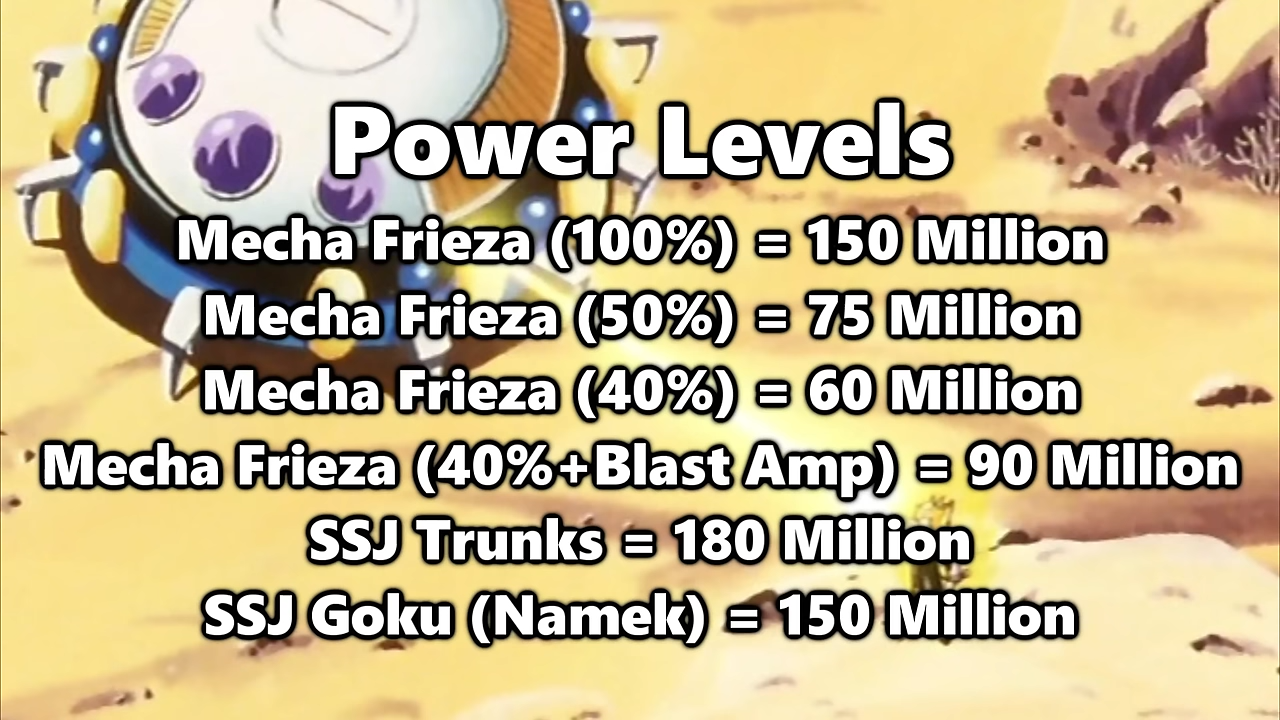 Power Levels
Mecha Frieza (100%) = 150 Million
Mecha Frieza (50%) = 75 Million
Mecha Frieza (40%) = 60 Million
Mecha Frieza (40%+Blast Amp) = 90 Million
SSJ Trunks = 180 Million
SSJ Goku (Namek) = 150 Million